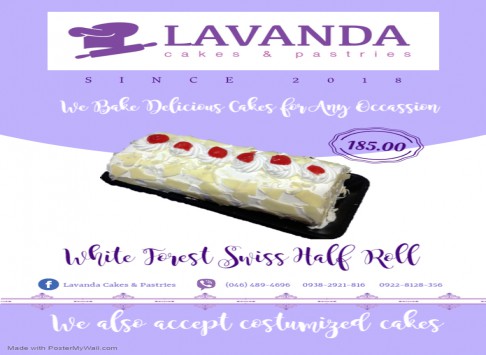 LAVANDA
cakes & pastries
SINCE 2018
We Bake Delicious Cakes for Any Occassion
185.00
White Forest Swiss Half Roll
Lavanda Cakes & Pastries (046) 489-4696 0938-2921-816 0922-8128-356
We also accept costumized cakes
Made with PosterMyWall.com